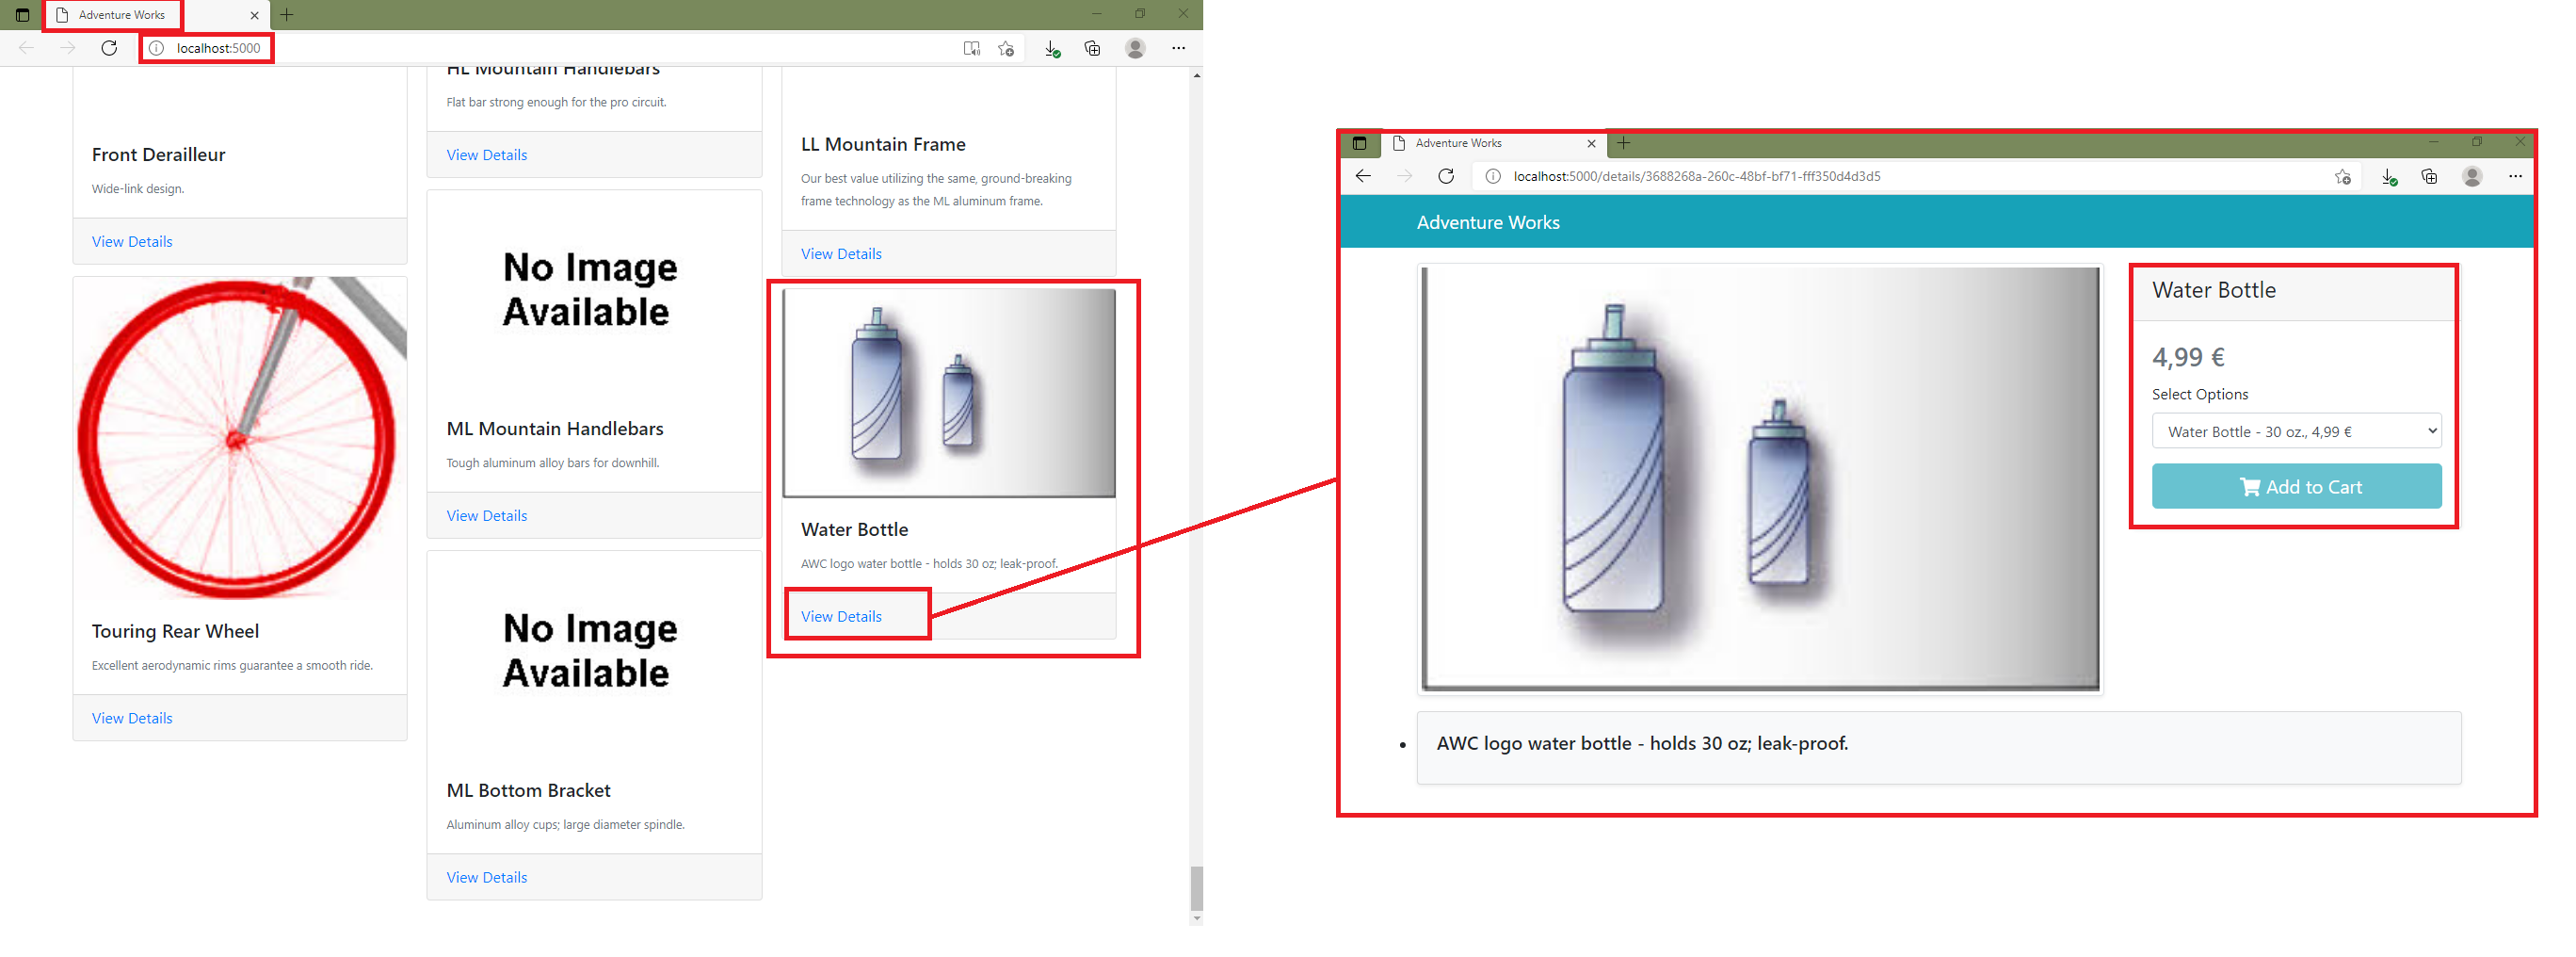 Adventure Works
localhost:5000
Front Derailleur
Wide-link design.
View Details
Touring Rear Wheel
Excellent aerodynamic rims guarantee a smooth ride.
View Details
HL Mountain Handlebars
Flat bar strong enough for the pro circuit.
View Details
No Image
Available
ML Mountain Handlebars
Tough aluminum alloy bars for downhill.
View Details
No Image
Available
ML Bottom Bracket
Aluminum alloy cups; large diameter spindle.
View Details
LL Mountain Frame
Our best value utilizing the same, ground-breaking
frame technology as the ML aluminum frame.
View Details
Water Bottle
AWC logo water bottle - holds 30 oz; leak-proof.
View Details
Adventure Works
localhost:5000/details/3688268a-260c-48bf-bf71-fff350d4d3d5
Adventure Works
Water Bottle
4,99 €
Select Options
Water Bottle - 30 oz., 4,99 €
Add to Cart
AWC logo water bottle - holds 30 oz; leak-proof.